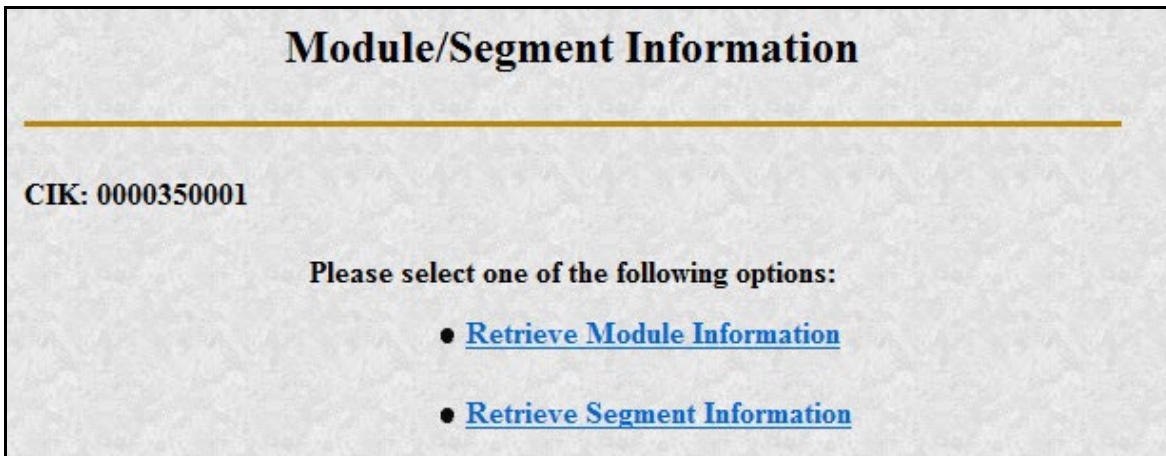 Module/Segment Information
CIK: 0000350001
Please select one of the following options:
Retrieve Module Information
Retrieve Segment Information